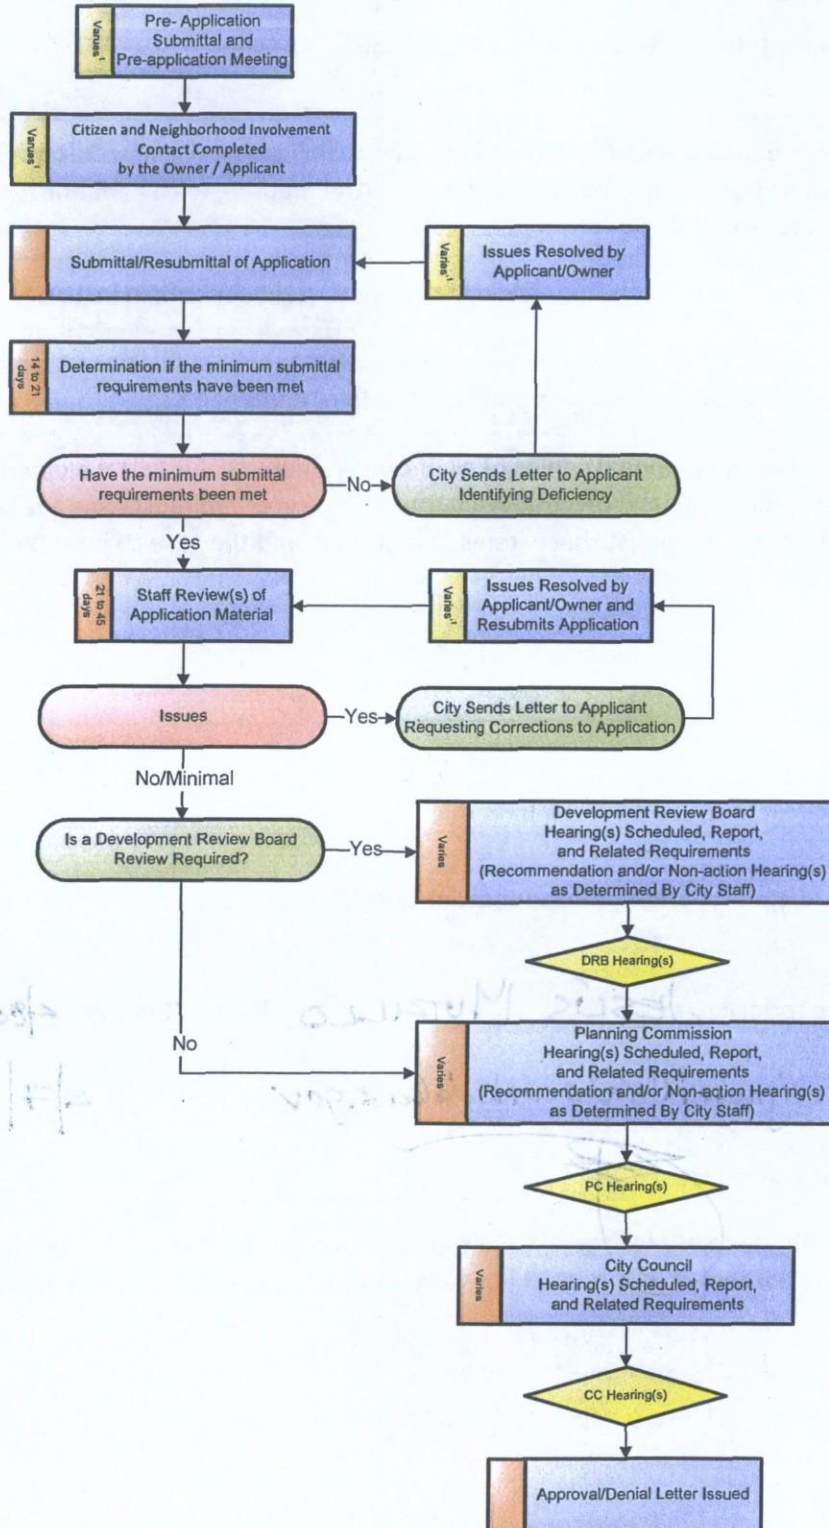 Pre- Application
Submittal and
Pre-application Meeting
Varues¹
Citizen and Neighborhood Involvement
Contact Completed
by the Owner / Applicant
Varues¹
Submittal/Resubmittal of Application
Issues Resolved by
Applicant/Owner
Varies¹
Determination if the minimum submittal
requirements have been met
14 to 21
days
Have the minimum submittal
requirements been met
No
City Sends Letter to Applicant
Identifying Deficiency
Yes
Staff Review(s) of
Application Material
21 to 45
days
Issues Resolved by
Applicant/Owner and
Resubmits Application
Varies¹
Issues
Yes
City Sends Letter to Applicant
Requesting Corrections to Application
No/Minimal
Is a Development Review Board
Review Required?
Yes
Development Review Board
Hearing(s) Scheduled, Report,
and Related Requirements
(Recommendation and/or Non-action Hearing(s)
as Determined By City Staff)
Varies
DRB Hearing(s)
No
Planning Commission
Hearing(s) Scheduled, Report,
and Related Requirements
(Recommendation and/or Non-action Hearing(s)
as Determined By City Staff)
Varies
PC Hearing(s)
City Council
Hearing(s) Scheduled, Report,
and Related Requirements
Varies
CC Hearing(s)
Approval/Denial Letter Issued